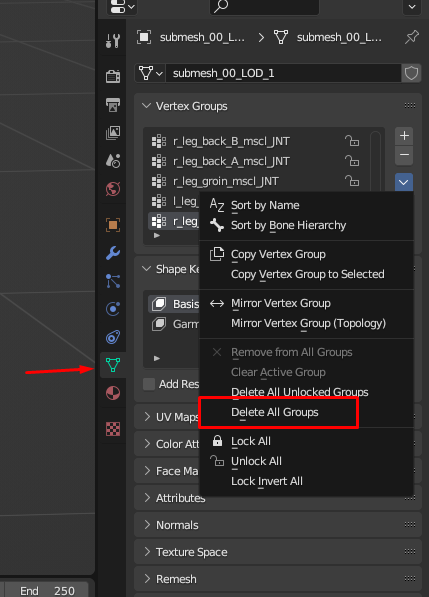 submesh_00_L... > submesh_00_L...
submesh_00_LOD_1
Vertex Groups
r_leg_back_B_mscl_JNT
r_leg_back_A_mscl_JNT
r_leg_groin_mscl_JNT
l_leg_
r_leg_
Sort by Name
Sort by Bone Hierarchy
Copy Vertex Group
Copy Vertex Group to Selected
Mirror Vertex Group
Mirror Vertex Group (Topology)
Remove from All Groups
Clear Active Group
Delete All Unlocked Groups
Delete All Groups
Lock All
Unlock All
Lock Invert All
Shape Ke
Basis
Garm
Add Res
UV Maps
Color Att
Face Ma
Attributes
Normals
Texture Space
Remesh
End 250